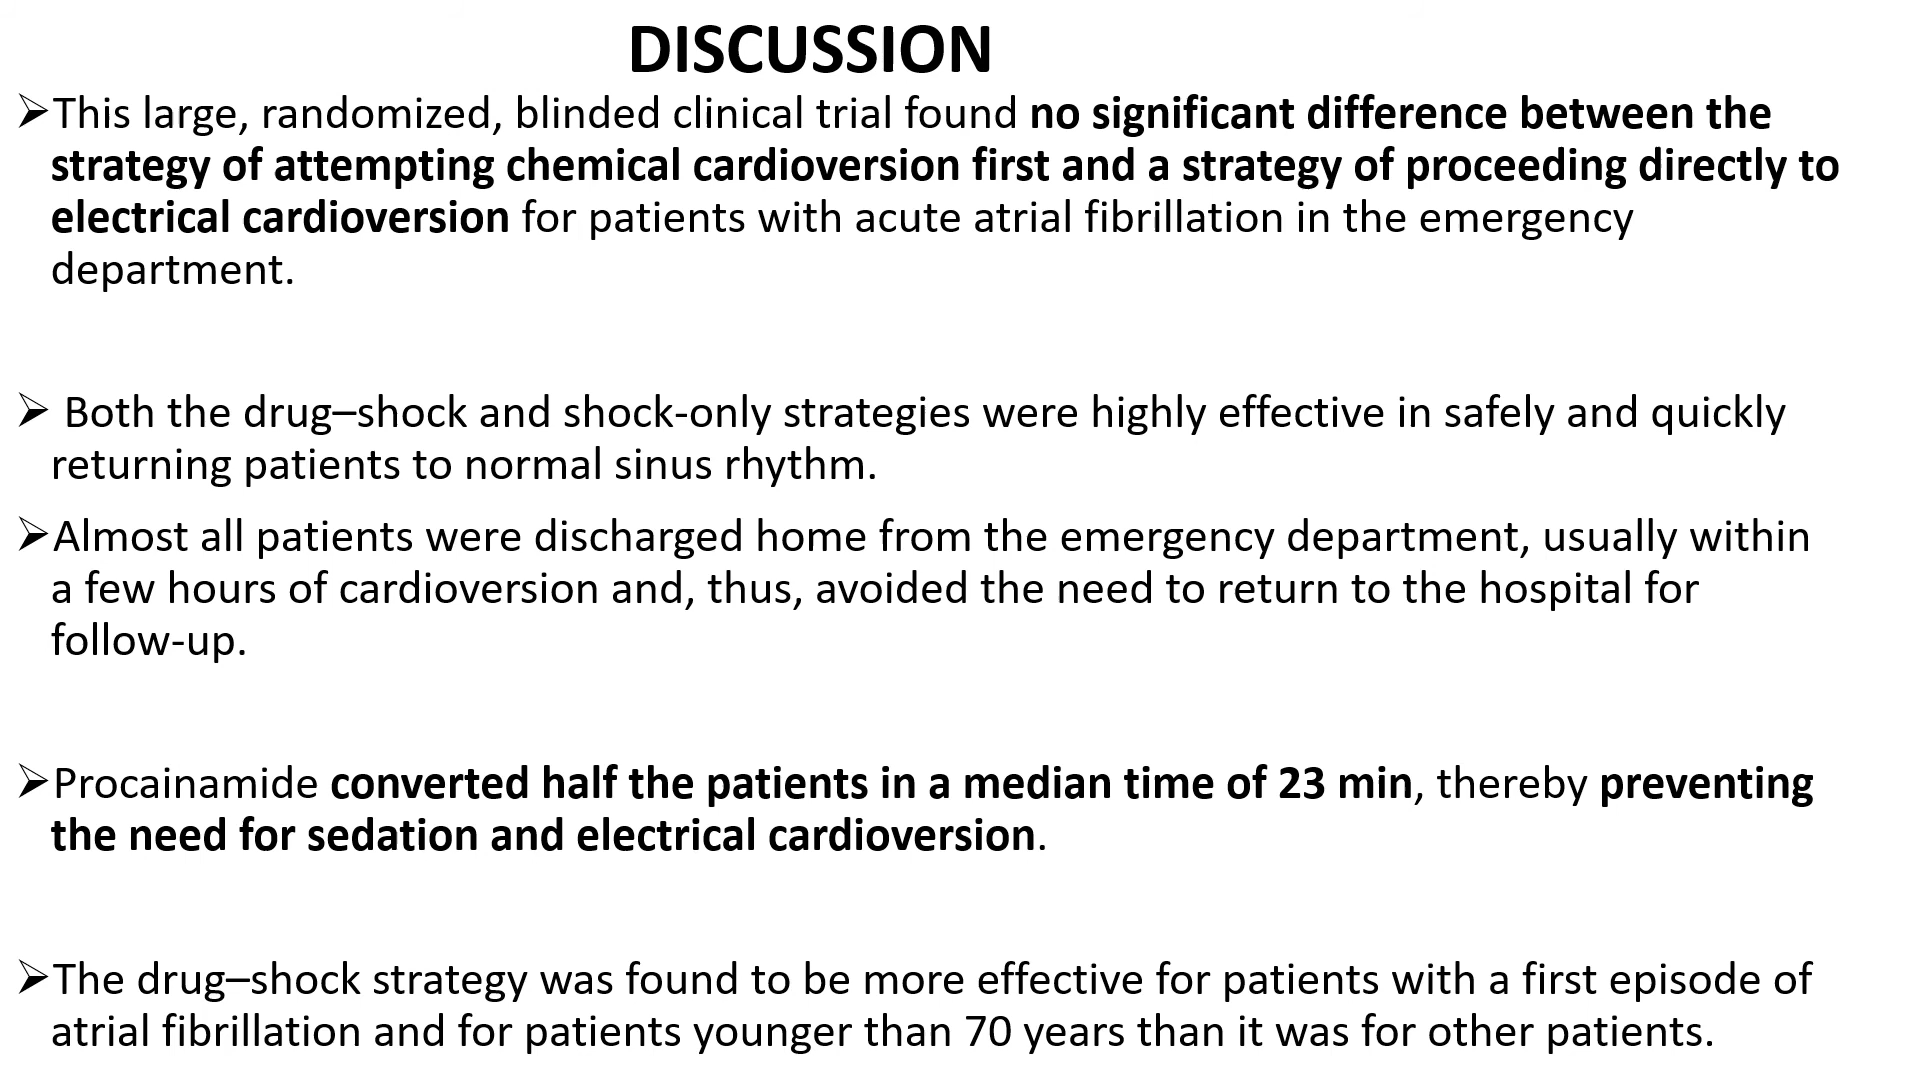 DISCUSSION
➢This large, randomized, blinded clinical trial found no significant difference between the
strategy of attempting chemical cardioversion first and a strategy of proceeding directly to
electrical cardioversion for patients with acute atrial fibrillation in the emergency
department.
➢ Both the drug–shock and shock-only strategies were highly effective in safely and quickly
returning patients to normal sinus rhythm.
➢Almost all patients were discharged home from the emergency department, usually within
a few hours of cardioversion and, thus, avoided the need to return to the hospital for
follow-up.
➢Procainamide converted half the patients in a median time of 23 min, thereby preventing
the need for sedation and electrical cardioversion.
➢The drug–shock strategy was found to be more effective for patients with a first episode of
atrial fibrillation and for patients younger than 70 years than it was for other patients.